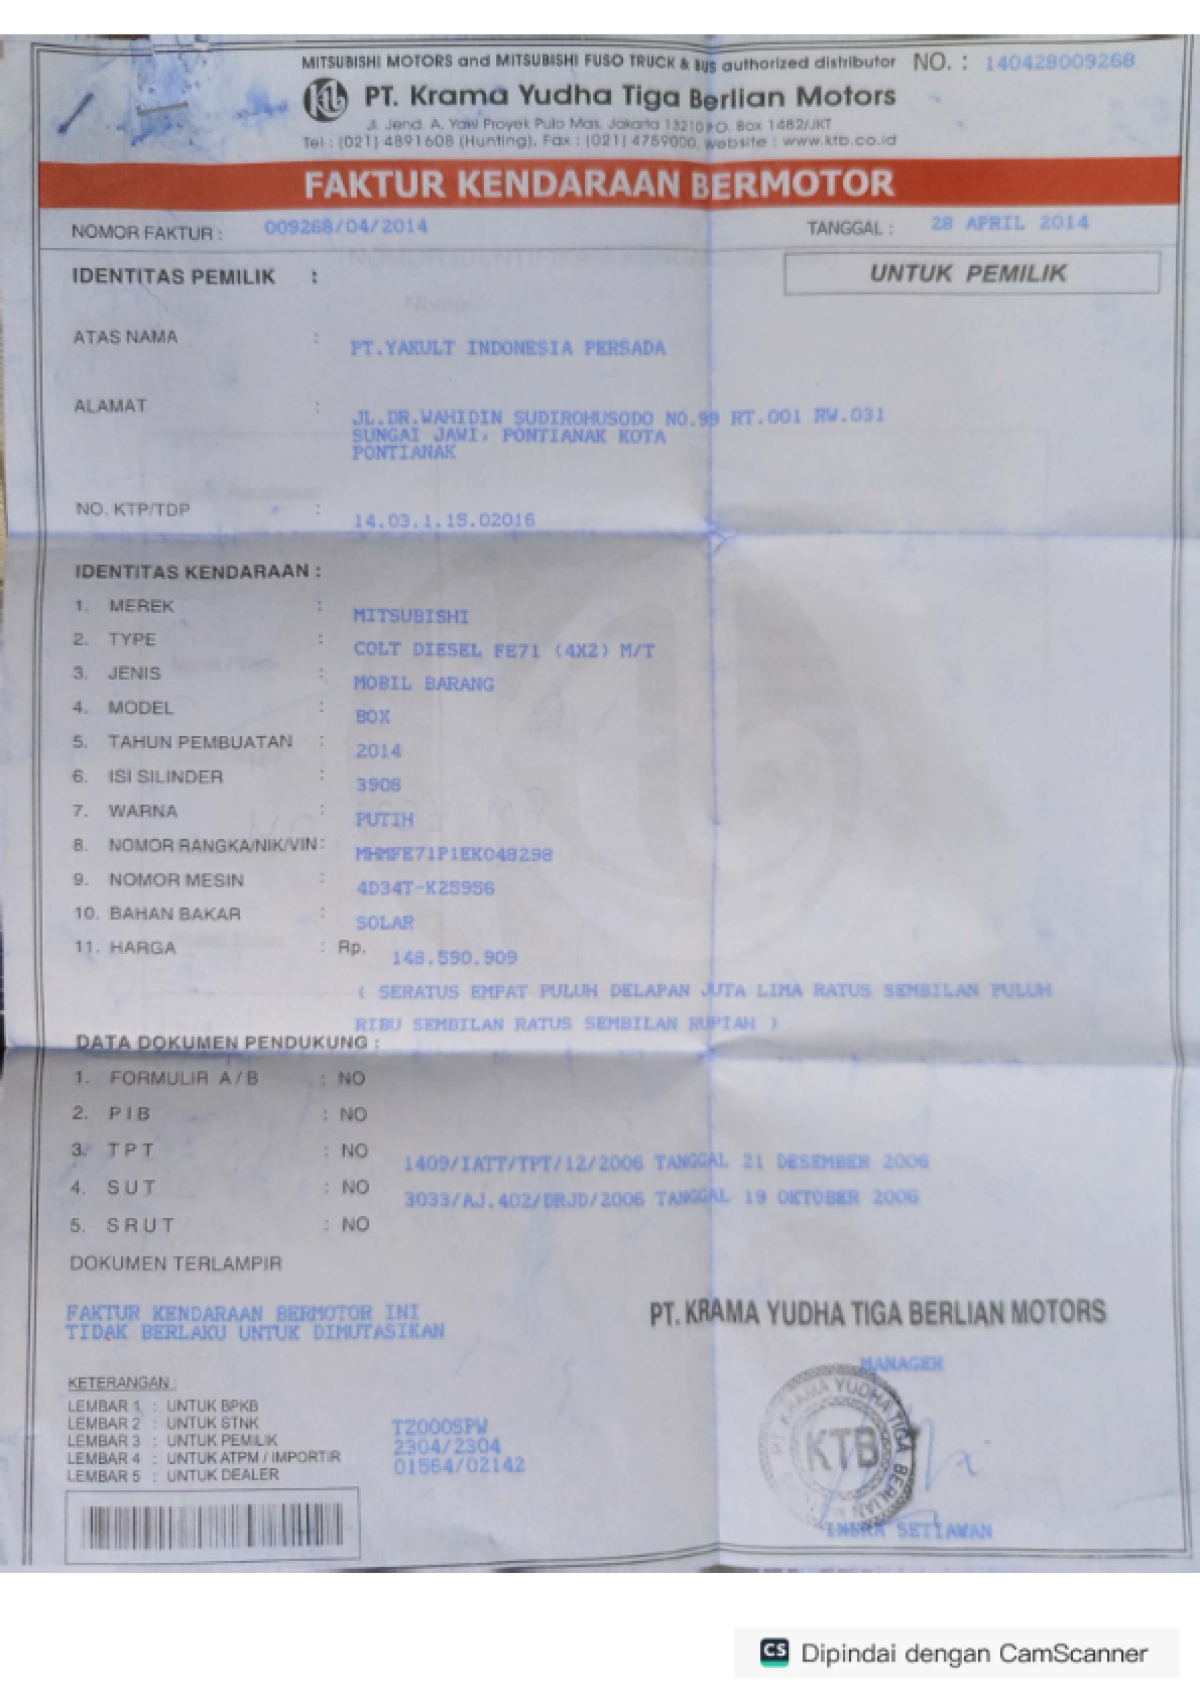 MITSUBISHI MOTORS and MITSUBISHI FUSO TRUCK & BUS authorized distributor NO. : 140428009268
ktb PT. Krama Yudha Tiga Berlian Motors
Jl. Jend. A. Yani Proyek Pulo Mas, Jakarta 13210 P.O. Box 1482/JKT
Tel : (021) 4891608 (Hunting), Fax : (021) 4759000, website : www.ktb.co.id
FAKTUR KENDARAAN BERMOTOR
NOMOR FAKTUR : 009268/04/2014 TANGGAL : 28 APRIL 2014
IDENTITAS PEMILIK : UNTUK PEMILIK
ATAS NAMA : PT.YAKULT INDONESIA PERSADA
ALAMAT : JL.DR.WAHIDIN SUDIROHUSODO NO.99 RT.001 RW.031
SUNGAI JAWI, PONTIANAK KOTA
PONTIANAK
NO. KTP/TDP : 14.03.1.15.02016
IDENTITAS KENDARAAN :
1. MEREK : MITSUBISHI
2. TYPE : COLT DIESEL FE71 (4X2) M/T
3. JENIS : MOBIL BARANG
4. MODEL : BOX
5. TAHUN PEMBUATAN : 2014
6. ISI SILINDER : 3908
7. WARNA : PUTIH
8. NOMOR RANGKA/NIK/VIN : MHMFE71P1EK048298
9. NOMOR MESIN : 4D34T-K25956
10. BAHAN BAKAR : SOLAR
11. HARGA : Rp. 148.590.909
( SERATUS EMPAT PULUH DELAPAN JUTA LIMA RATUS SEMBILAN PULUH
RIBU SEMBILAN RATUS SEMBILAN RUPIAH )
DATA DOKUMEN PENDUKUNG :
1. FORMULIR A / B : NO
2. P I B : NO
3. T P T : NO 1409/IATT/TPT/12/2006 TANGGAL 21 DESEMBER 2006
4. S U T : NO 3033/AJ.402/DRJD/2006 TANGGAL 19 OKTOBER 2006
5. S R U T : NO
DOKUMEN TERLAMPIR
FAKTUR KENDARAAN BERMOTOR INI
TIDAK BERLAKU UNTUK DIMUTASIKAN
PT. KRAMA YUDHA TIGA BERLIAN MOTORS
MANAGER
KETERANGAN :
LEMBAR 1 : UNTUK BPKB
LEMBAR 2 : UNTUK STNK
LEMBAR 3 : UNTUK PEMILIK
LEMBAR 4 : UNTUK ATPM / IMPORTIR
LEMBAR 5 : UNTUK DEALER
TZ000SPW
2304/2304
01564/02142
PT KRAMA YUDHA TIGA BERLIAN
KTB
INDRA SETIAWAN
CS Dipindai dengan CamScanner